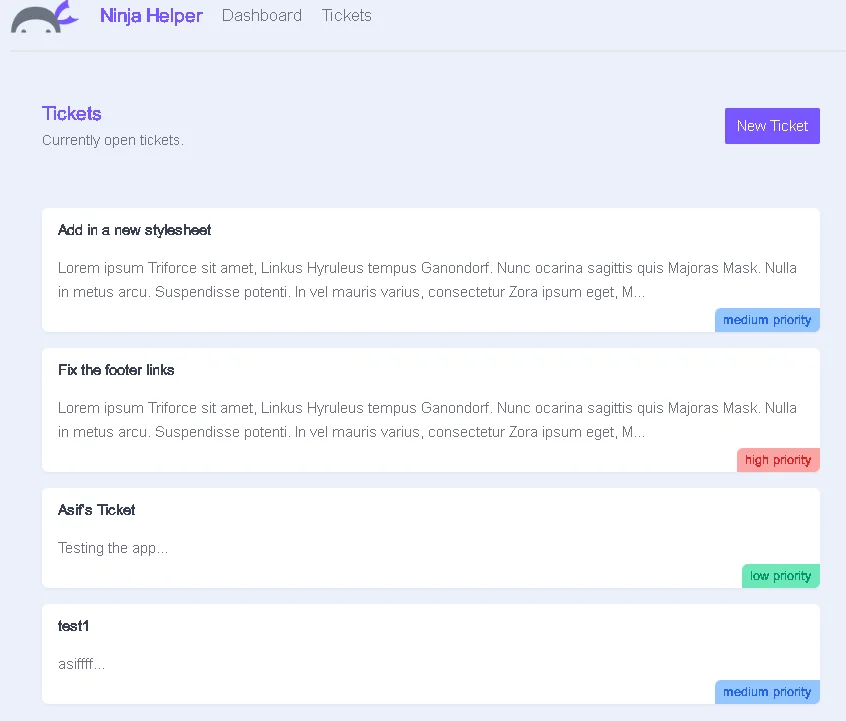 Ninja Helper Dashboard Tickets
Tickets
Currently open tickets.
New Ticket
Add in a new stylesheet
Lorem ipsum Triforce sit amet, Linkus Hyruleus tempus Ganondorf. Nunc ocarina sagittis quis Majoras Mask. Nulla
in metus arcu. Suspendisse potenti. In vel mauris varius, consectetur Zora ipsum eget, M...
medium priority
Fix the footer links
Lorem ipsum Triforce sit amet, Linkus Hyruleus tempus Ganondorf. Nunc ocarina sagittis quis Majoras Mask. Nulla
in metus arcu. Suspendisse potenti. In vel mauris varius, consectetur Zora ipsum eget, M...
high priority
Asif's Ticket
Testing the app...
low priority
test1
asiffff...
medium priority